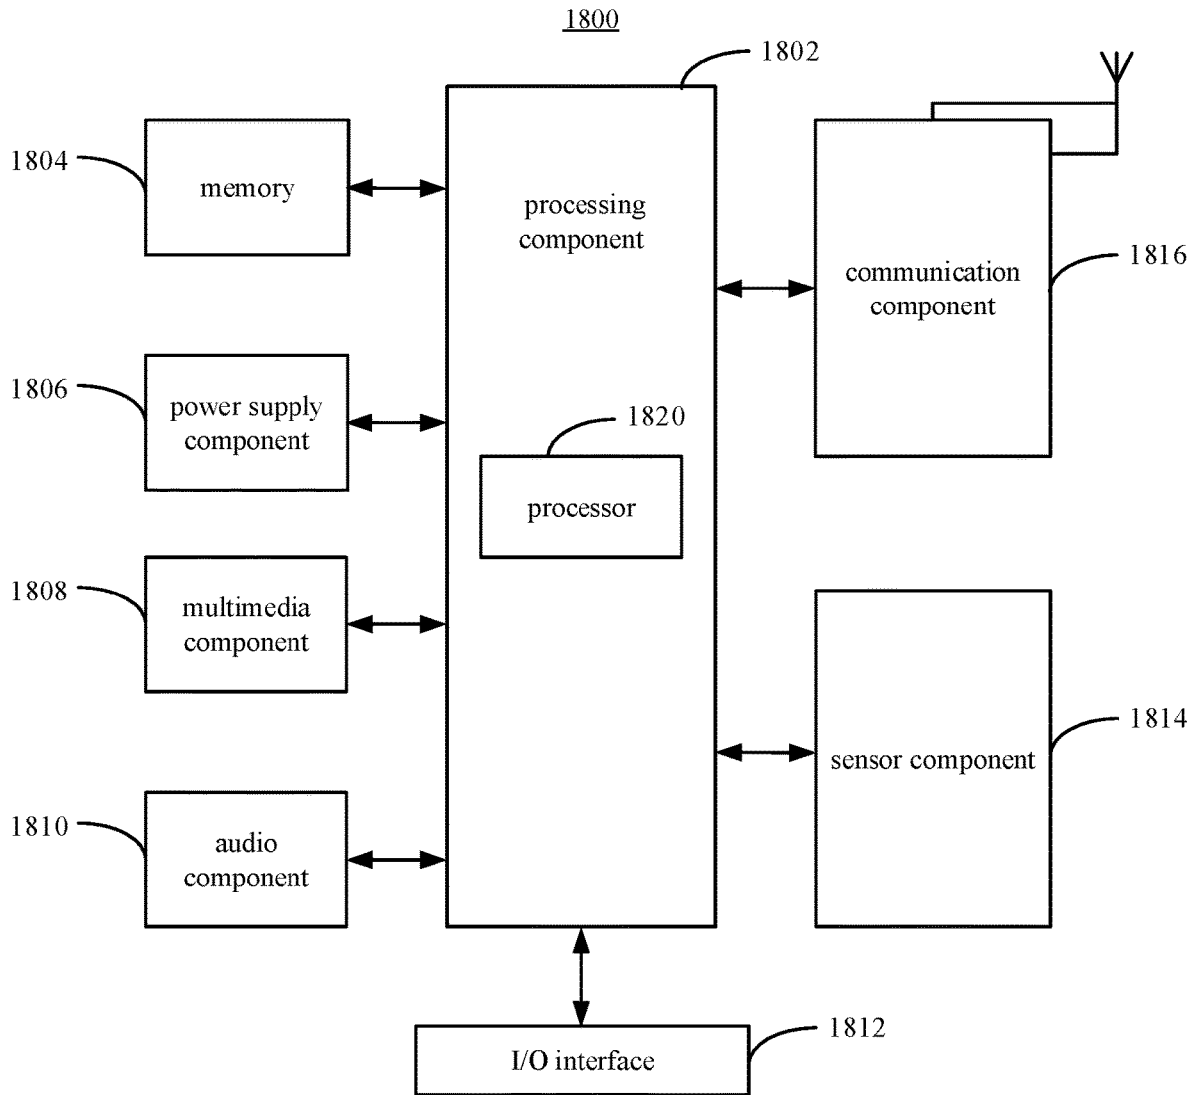 1800
1802
1804
memory
processing
component
communication
component
1816
1806
power supply
component
1820
processor
1808
multimedia
component
1814
sensor component
1810
audio
component
1812
I/O interface